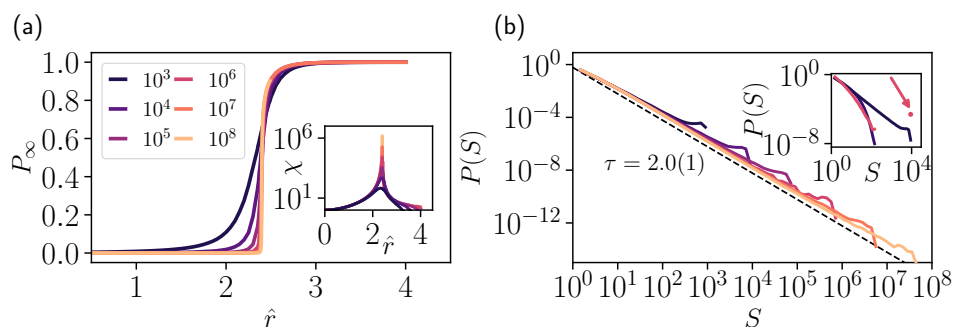 (a)
P∞
1.0
0.8
0.6
0.4
0.2
0.0
10³ 10⁶
10⁴ 10⁷
10⁵ 10⁸
χ
10⁶
10¹
0 2 4
r̂
1 2 3 4
r̂
(b)
P(S)
10⁰
10⁻⁴
10⁻⁸
10⁻¹²
τ = 2.0(1)
P(S)
10⁰
10⁻⁸
10⁰ S 10⁴
10⁰ 10¹ 10² 10³ 10⁴ 10⁵ 10⁶ 10⁷ 10⁸
S